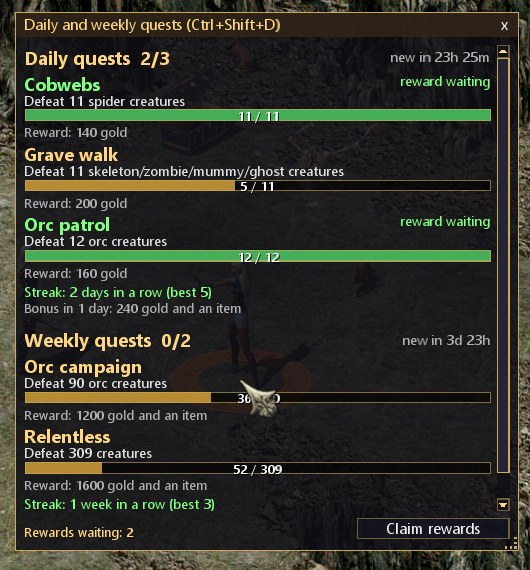 Daily and weekly quests (Ctrl+Shift+D) x
Daily quests 2/3 new in 23h 25m
Cobwebs reward waiting
Defeat 11 spider creatures
11 / 11
Reward: 140 gold
Grave walk
Defeat 11 skeleton/zombie/mummy/ghost creatures
5 / 11
Reward: 200 gold
Orc patrol reward waiting
Defeat 12 orc creatures
12 / 12
Reward: 160 gold
Streak: 2 days in a row (best 5)
Bonus in 1 day: 240 gold and an item
Weekly quests 0/2 new in 3d 23h
Orc campaign
Defeat 90 orc creatures
Reward: 1200 gold and an item
Relentless
Defeat 309 creatures
52 / 309
Reward: 1600 gold and an item
Streak: 1 week in a row (best 3)
Rewards waiting: 2 Claim rewards